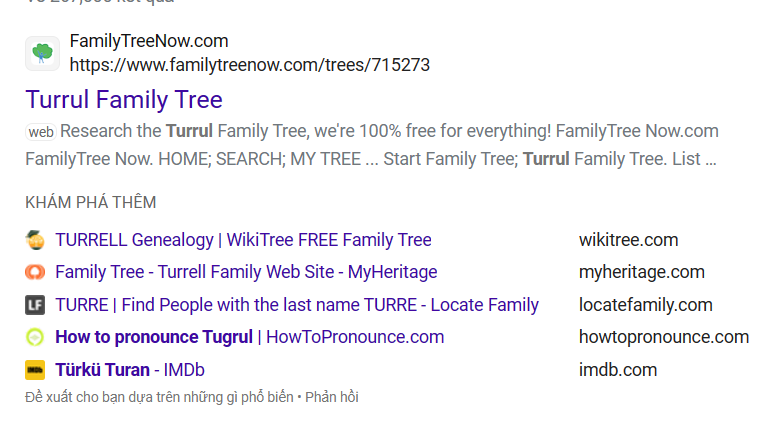 FamilyTreeNow.com
https://www.familytreenow.com/trees/715273
Turrul Family Tree
web Research the Turrul Family Tree, we're 100% free for everything! FamilyTree Now.com
FamilyTree Now. HOME; SEARCH; MY TREE ... Start Family Tree; Turrul Family Tree. List ...
KHÁM PHÁ THÊM
TURRELL Genealogy | WikiTree FREE Family Tree wikitree.com
Family Tree - Turrell Family Web Site - MyHeritage myheritage.com
LF TURRE | Find People with the last name TURRE - Locate Family locatefamily.com
How to pronounce Tugrul | HowToPronounce.com howtopronounce.com
IMDb Türkü Turan - IMDb imdb.com
Đề xuất cho bạn dựa trên những gì phổ biến • Phản hồi